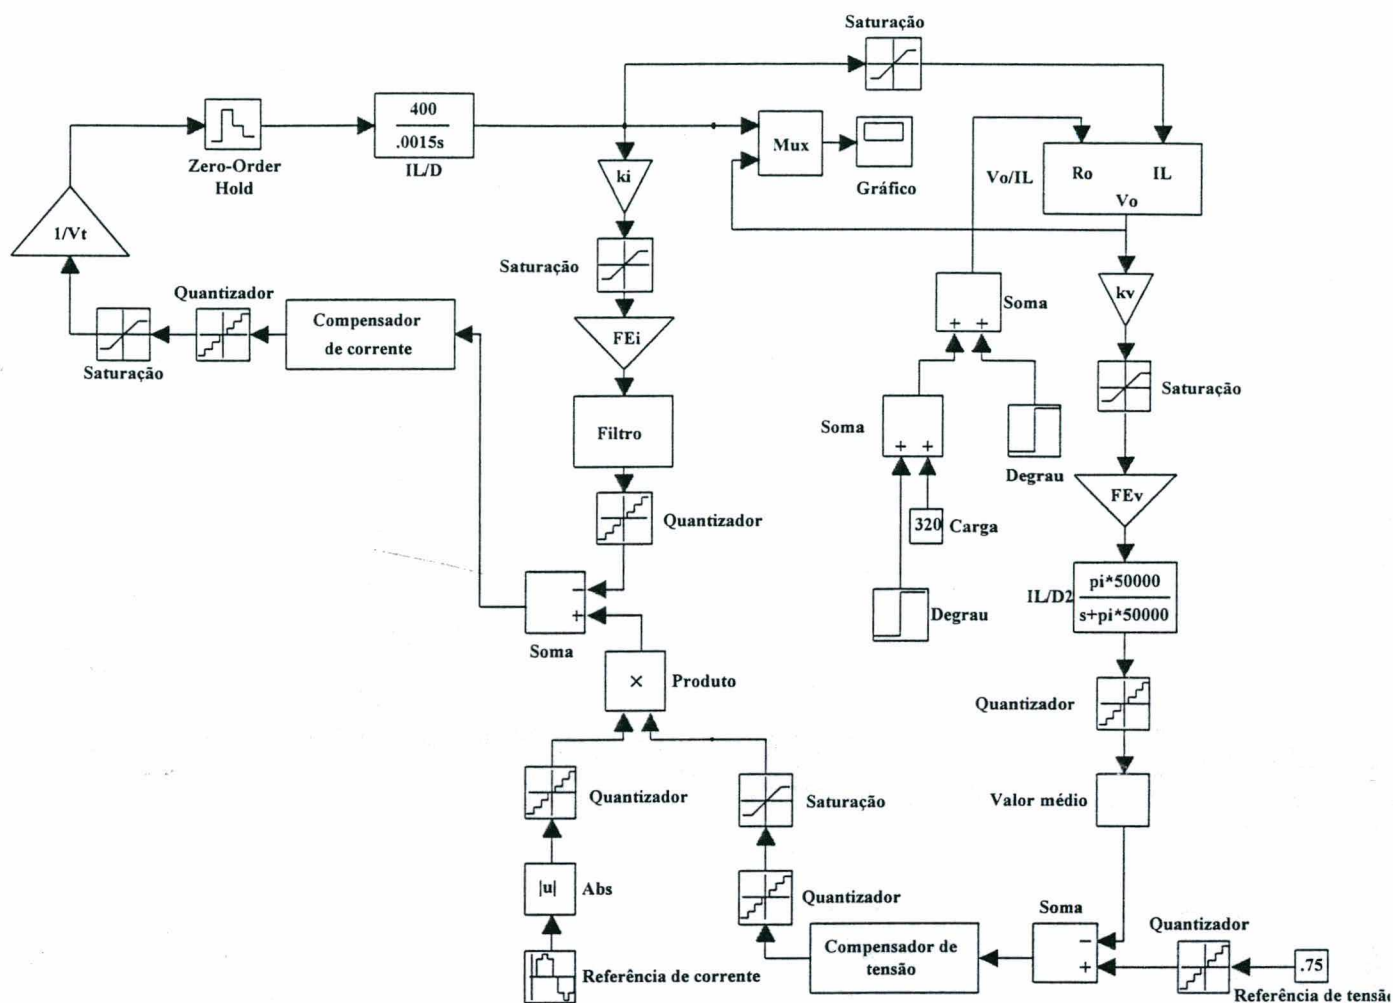 Saturação
400
.0015s
IL/D
Zero-Order
Hold
ki
Mux
Gráfico
Vo/IL
Ro
IL
Vo
1/Vt
Saturação
Quantizador
Compensador
de corrente
Saturação
FEi
Soma
+
+
kv
Saturação
Filtro
Soma
+
+
Degrau
FEv
Quantizador
320
Carga
IL/D2
pi*50000
s+pi*50000
Degrau
−
+
Soma
×
Produto
Quantizador
Quantizador
Saturação
Valor médio
|u|
Abs
Quantizador
Soma
−
+
Quantizador
Compensador de
tensão
.75
Referência de corrente
Referência de tensão